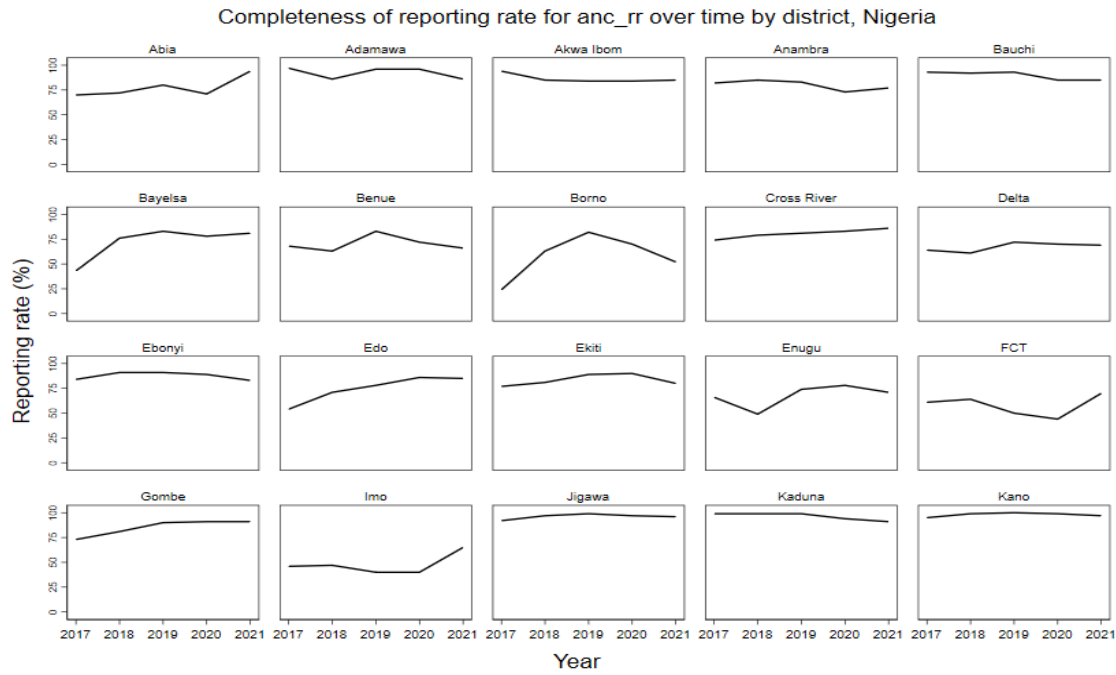 Completeness of reporting rate for anc_rr over time by district, Nigeria
Abia Adamawa Akwa Ibom Anambra Bauchi
100
75
50
25
0
Bayelsa Benue Borno Cross River Delta
100
75
50
25
0
Reporting rate (%)
Ebonyi Edo Ekiti Enugu FCT
100
75
50
25
0
Gombe Imo Jigawa Kaduna Kano
100
75
50
25
0
2017 2018 2019 2020 2021 2017 2018 2019 2020 2021 2017 2018 2019 2020 2021 2017 2018 2019 2020 2021 2017 2018 2019 2020 2021
Year